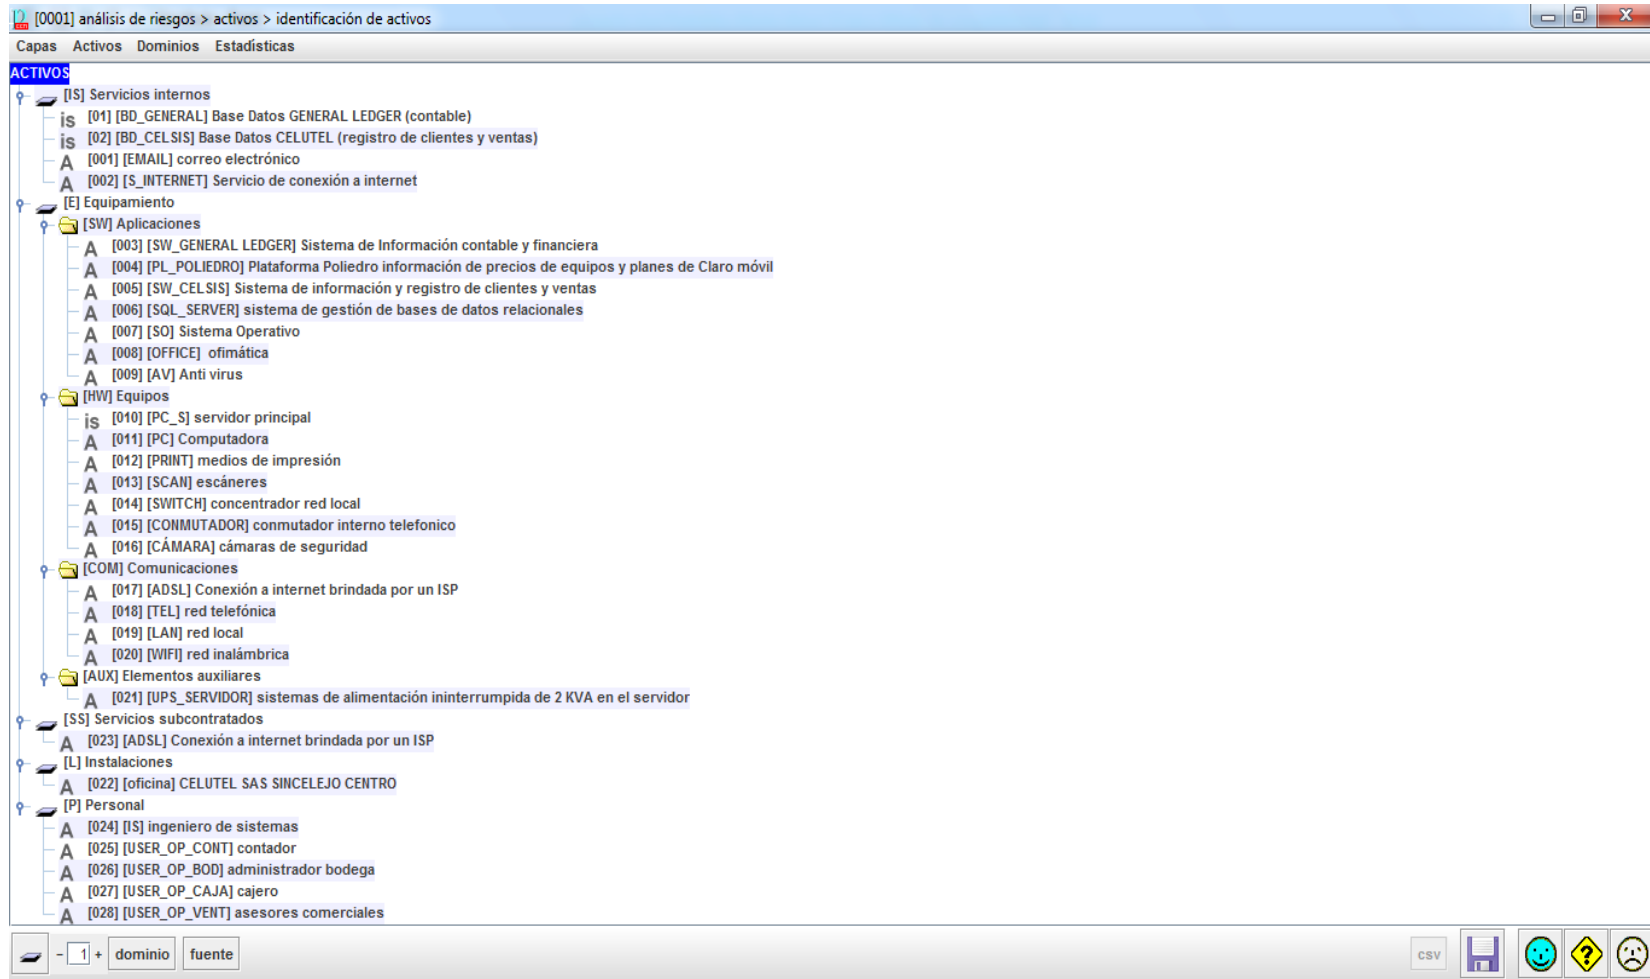 [0001] análisis de riesgos > activos > identificación de activos
Capas Activos Dominios Estadísticas
ACTIVOS
[IS] Servicios internos
is [01] [BD_GENERAL] Base Datos GENERAL LEDGER (contable)
is [02] [BD_CELSIS] Base Datos CELUTEL (registro de clientes y ventas)
A [001] [EMAIL] correo electrónico
A [002] [S_INTERNET] Servicio de conexión a internet
[E] Equipamiento
[SW] Aplicaciones
A [003] [SW_GENERAL LEDGER] Sistema de Información contable y financiera
A [004] [PL_POLIEDRO] Plataforma Poliedro información de precios de equipos y planes de Claro móvil
A [005] [SW_CELSIS] Sistema de información y registro de clientes y ventas
A [006] [SQL_SERVER] sistema de gestión de bases de datos relacionales
A [007] [SO] Sistema Operativo
A [008] [OFFICE] ofimática
A [009] [AV] Anti virus
[HW] Equipos
is [010] [PC_S] servidor principal
A [011] [PC] Computadora
A [012] [PRINT] medios de impresión
A [013] [SCAN] escáneres
A [014] [SWITCH] concentrador red local
A [015] [CONMUTADOR] conmutador interno telefonico
A [016] [CÁMARA] cámaras de seguridad
[COM] Comunicaciones
A [017] [ADSL] Conexión a internet brindada por un ISP
A [018] [TEL] red telefónica
A [019] [LAN] red local
A [020] [WIFI] red inalámbrica
[AUX] Elementos auxiliares
A [021] [UPS_SERVIDOR] sistemas de alimentación ininterrumpida de 2 KVA en el servidor
[SS] Servicios subcontratados
A [023] [ADSL] Conexión a internet brindada por un ISP
[L] Instalaciones
A [022] [oficina] CELUTEL SAS SINCELEJO CENTRO
[P] Personal
A [024] [IS] ingeniero de sistemas
A [025] [USER_OP_CONT] contador
A [026] [USER_OP_BOD] administrador bodega
A [027] [USER_OP_CAJA] cajero
A [028] [USER_OP_VENT] asesores comerciales
- 1 + dominio fuente csv ?